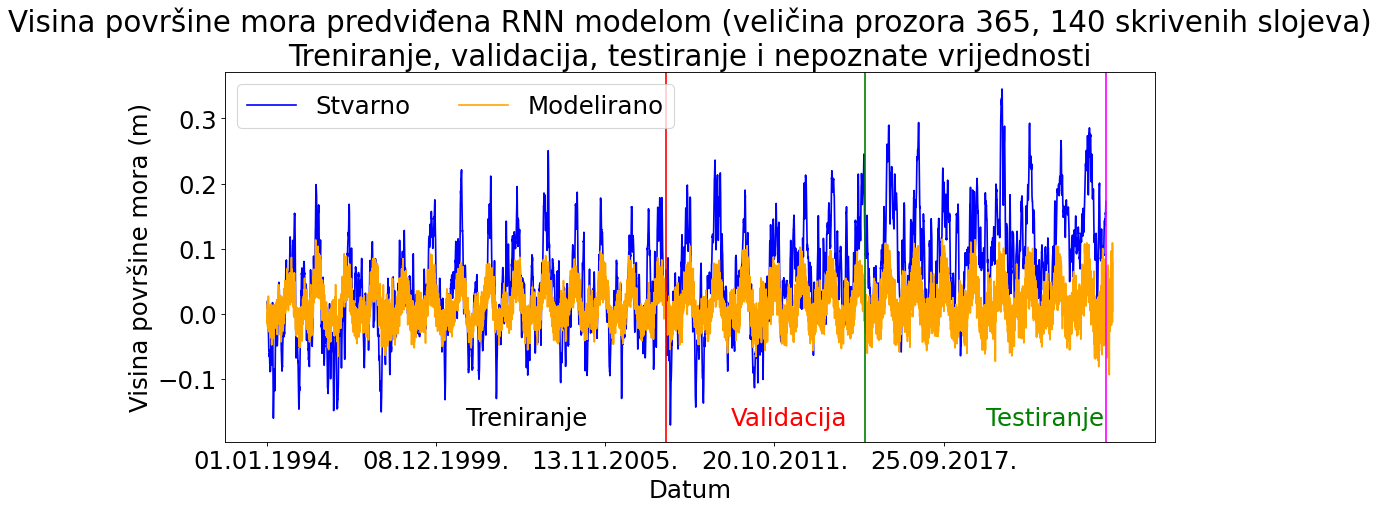 Visina površine mora predviđena RNN modelom (veličina prozora 365, 140 skrivenih slojeva)
Treniranje, validacija, testiranje i nepoznate vrijednosti
Stvarno
Modelirano
Visina površine mora (m)
0.3
0.2
0.1
0.0
−0.1
Treniranje
Validacija
Testiranje
01.01.1994.
08.12.1999.
13.11.2005.
20.10.2011.
25.09.2017.
Datum